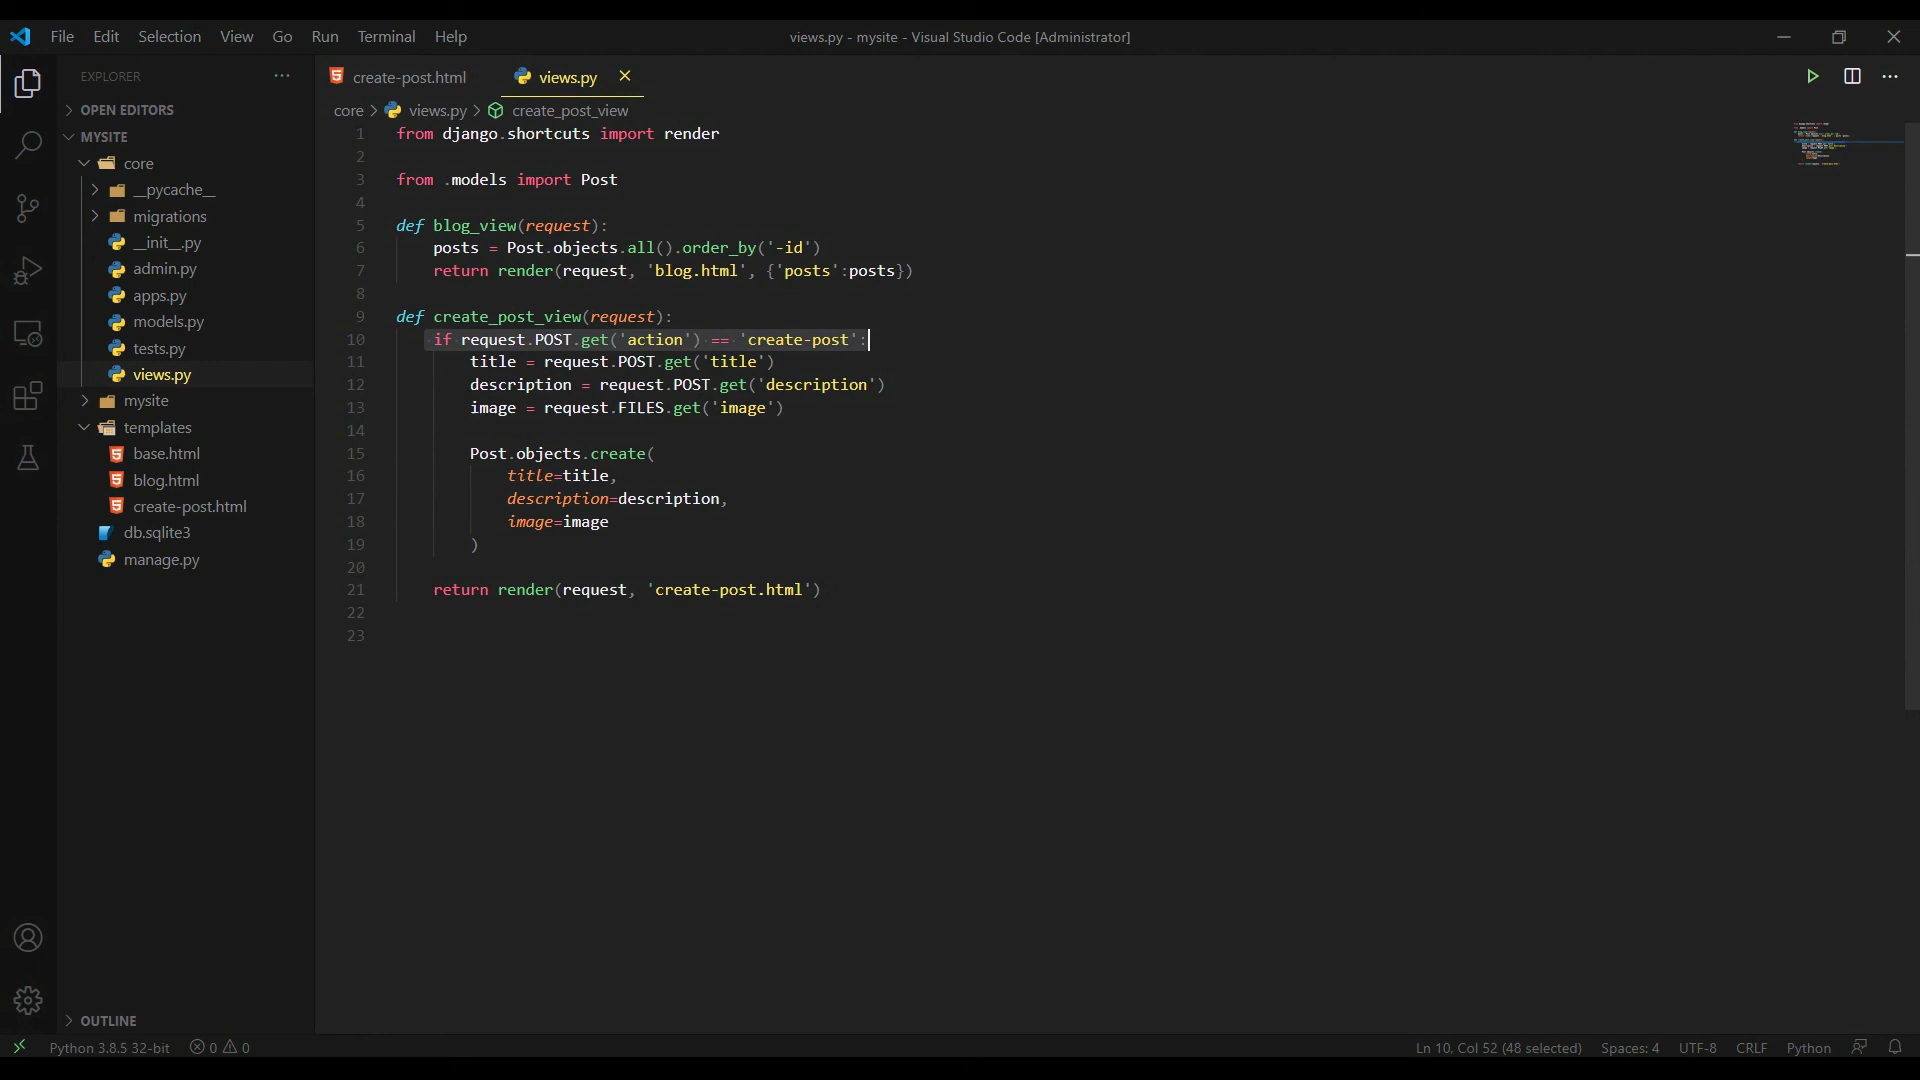 File Edit Selection View Go Run Terminal Help
views.py - mysite - Visual Studio Code [Administrator]
EXPLORER
OPEN EDITORS
MYSITE
core
__pycache__
migrations
__init__.py
admin.py
apps.py
models.py
tests.py
views.py
mysite
templates
base.html
blog.html
create-post.html
db.sqlite3
manage.py
OUTLINE
create-post.html views.py
core > views.py > create_post_view
1 from django.shortcuts import render
2
3 from .models import Post
4
5 def blog_view(request):
6 posts = Post.objects.all().order_by('-id')
7 return render(request, 'blog.html', {'posts':posts})
8
9 def create_post_view(request):
10 if request.POST.get('action') == 'create-post':
11 title = request.POST.get('title')
12 description = request.POST.get('description')
13 image = request.FILES.get('image')
14
15 Post.objects.create(
16 title=title,
17 description=description,
18 image=image
19 )
20
21 return render(request, 'create-post.html')
22
23
Python 3.8.5 32-bit 0 0
Ln 10, Col 52 (48 selected) Spaces: 4 UTF-8 CRLF Python